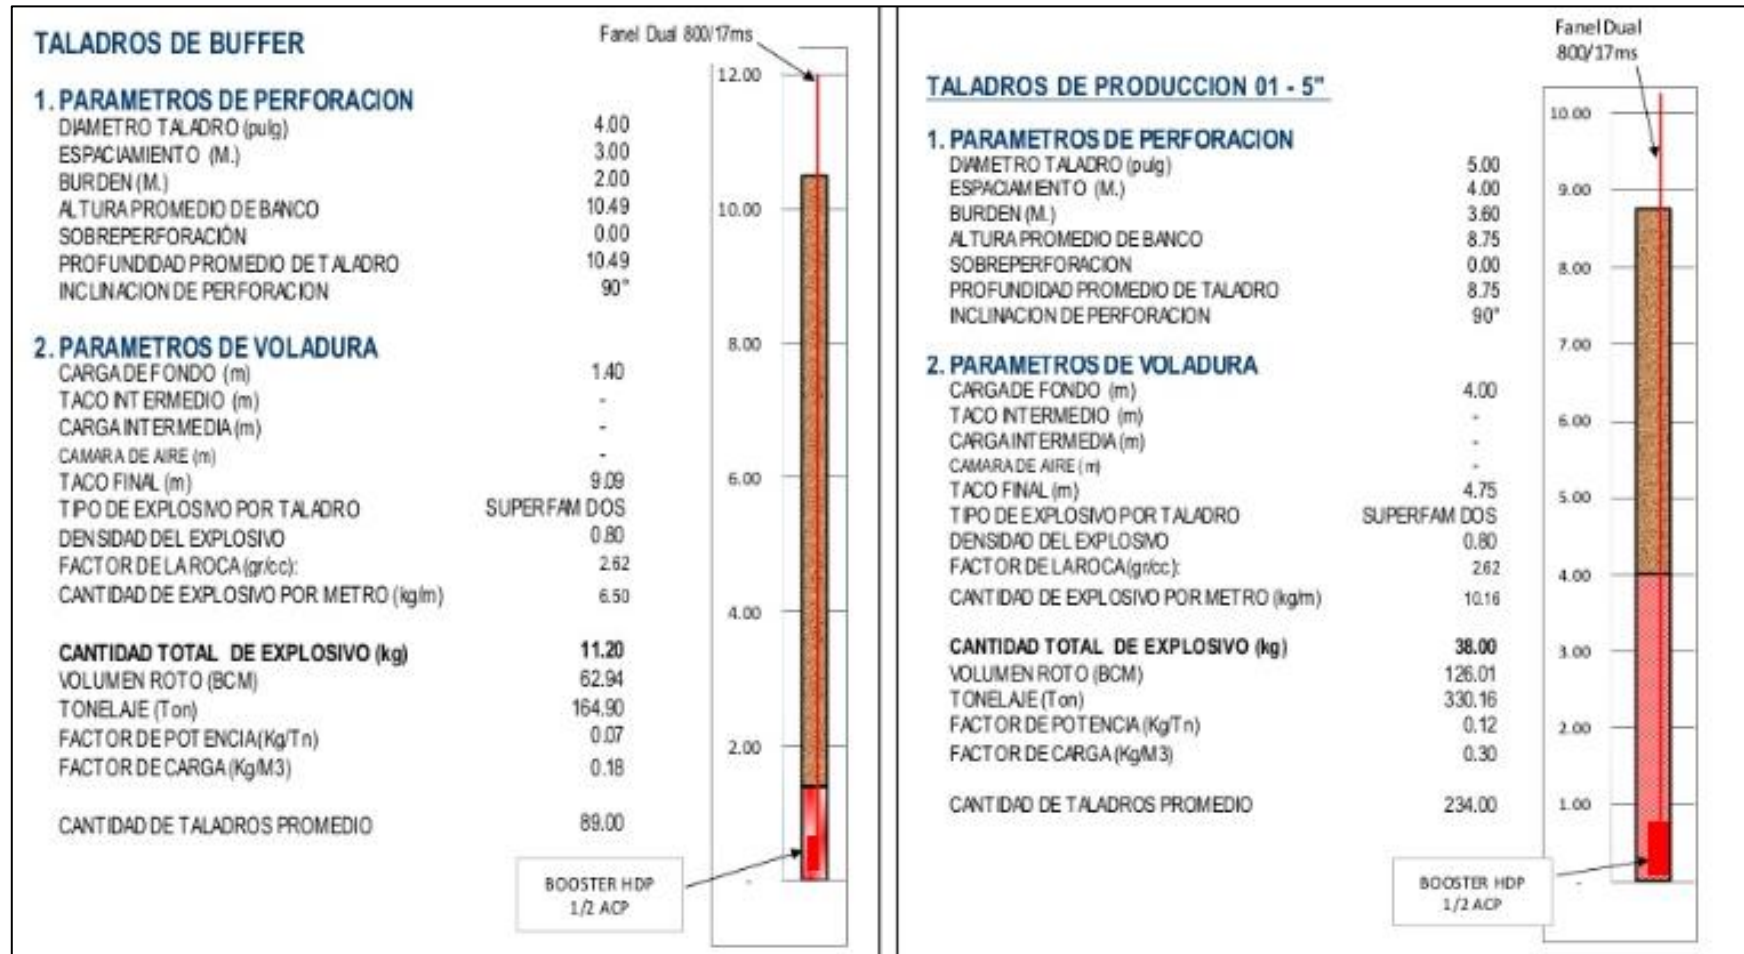 TALADROS DE BUFFER
1. PARAMETROS DE PERFORACION
DIAMETRO TALADRO (pulg) 4.00
ESPACIAMIENTO (M.) 3.00
BURDEN (M.) 2.00
ALTURA PROMEDIO DE BANCO 10.49
SOBREPERFORACIÓN 0.00
PROFUNDIDAD PROMEDIO DE TALADRO 10.49
INCLINACION DE PERFORACION 90°
2. PARAMETROS DE VOLADURA
CARGA DE FONDO (m) 1.40
TACO INTERMEDIO (m) -
CARGA INTERMEDIA (m) -
CAMARA DE AIRE (m) -
TACO FINAL (m) 9.09
TIPO DE EXPLOSIVO POR TALADRO SUPERFAM DOS
DENSIDAD DEL EXPLOSIVO 0.80
FACTOR DE LA ROCA (gr/cc): 2.62
CANTIDAD DE EXPLOSIVO POR METRO (kg/m) 6.50
CANTIDAD TOTAL DE EXPLOSIVO (kg) 11.20
VOLUMEN ROTO (BCM) 62.94
TONELAJE (Ton) 164.90
FACTOR DE POTENCIA (Kg/Tn) 0.07
FACTOR DE CARGA (Kg/M3) 0.18
CANTIDAD DE TALADROS PROMEDIO 89.00
Fanel Dual 800/17ms
12.00
10.00
8.00
6.00
4.00
2.00
-
BOOSTER HDP
1/2 ACP
TALADROS DE PRODUCCION 01 - 5"
1. PARAMETROS DE PERFORACION
DIAMETRO TALADRO (pulg) 5.00
ESPACIAMIENTO (M.) 4.00
BURDEN (M.) 3.60
ALTURA PROMEDIO DE BANCO 8.75
SOBREPERFORACION 0.00
PROFUNDIDAD PROMEDIO DE TALADRO 8.75
INCLINACION DE PERFORACION 90°
2. PARAMETROS DE VOLADURA
CARGA DE FONDO (m) 4.00
TACO INTERMEDIO (m) -
CARGA INTERMEDIA (m) -
CAMARA DE AIRE (m) -
TACO FINAL (m) 4.75
TIPO DE EXPLOSIVO POR TALADRO SUPERFAM DOS
DENSIDAD DEL EXPLOSIVO 0.80
FACTOR DE LA ROCA (gr/cc): 2.62
CANTIDAD DE EXPLOSIVO POR METRO (kg/m) 10.16
CANTIDAD TOTAL DE EXPLOSIVO (kg) 38.00
VOLUMEN ROTO (BCM) 126.01
TONELAJE (Ton) 330.16
FACTOR DE POTENCIA (Kg/Tn) 0.12
FACTOR DE CARGA (Kg/M3) 0.30
CANTIDAD DE TALADROS PROMEDIO 234.00
Fanel Dual
800/17ms
10.00
9.00
8.00
7.00
6.00
5.00
4.00
3.00
2.00
1.00
-
BOOSTER HDP
1/2 ACP